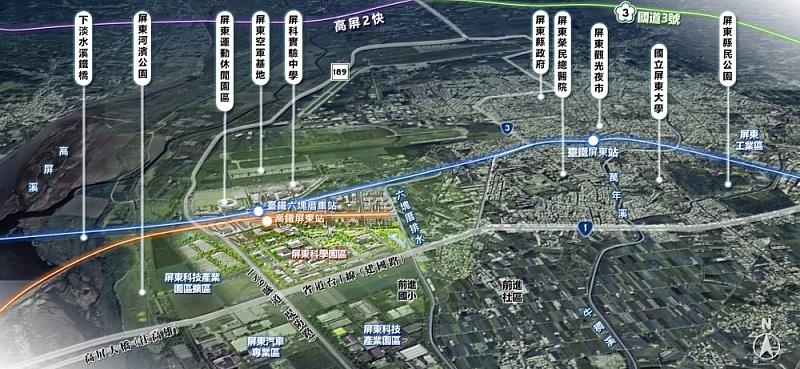 高屏2快
3
國道3號
下淡水溪鐵橋
屏東河濱公園
屏東運動休閒園區
屏東空軍基地
屏科實驗中學
189
屏東縣政府
屏東榮民總醫院
屏東觀光夜市
國立屏東大學
屏東縣民公園
3
高屏溪
臺鐵屏東站
屏東
工業區
萬年溪
臺鐵六塊厝車站
高鐵屏東站
六塊厝排水
1
屏東科學園區
屏東科技產業
園區擴區
省道台1線(建國路)
前進
國小
前進
社區
牛稠溪
高屏大橋(往高雄)
屏東汽車
專業區
屏東科技
產業園區
N